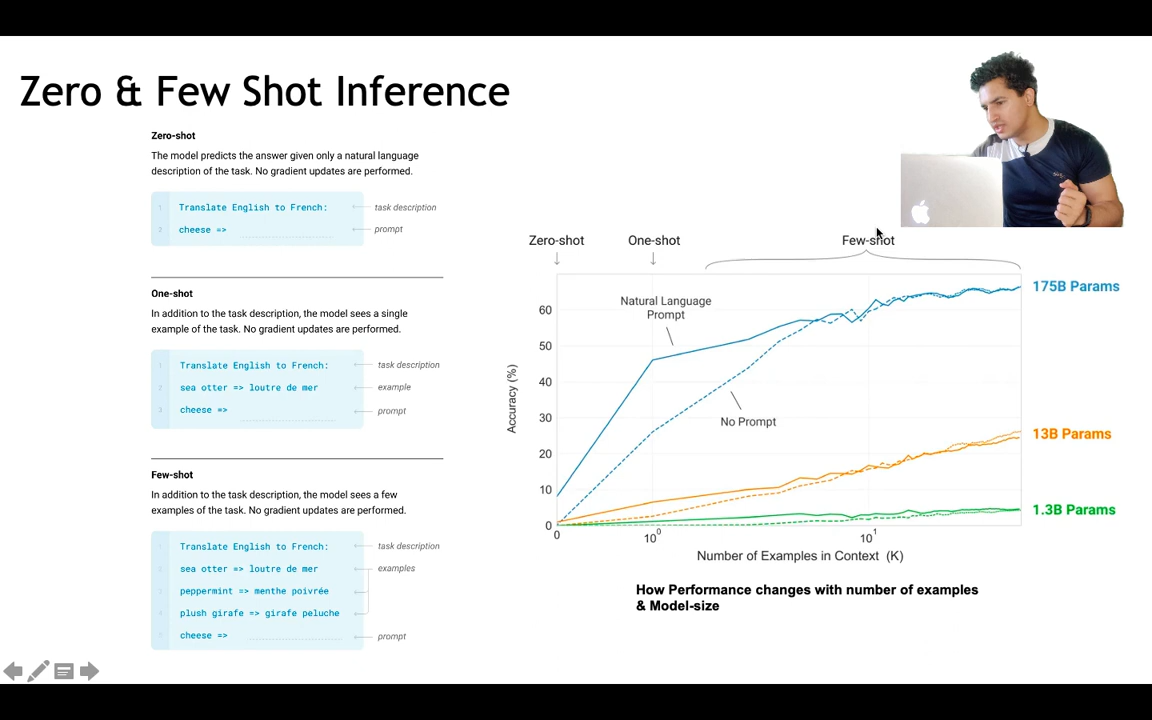 Zero & Few Shot Inference
Zero-shot
The model predicts the answer given only a natural language
description of the task. No gradient updates are performed.
1 Translate English to French: task description
2 cheese => prompt
One-shot
In addition to the task description, the model sees a single
example of the task. No gradient updates are performed.
1 Translate English to French: task description
2 sea otter => loutre de mer example
3 cheese => prompt
Few-shot
In addition to the task description, the model sees a few
examples of the task. No gradient updates are performed.
1 Translate English to French: task description
2 sea otter => loutre de mer examples
3 peppermint => menthe poivrée
4 plush girafe => girafe peluche
5 cheese => prompt
Zero-shot One-shot Few-shot
175B Params
Natural Language
Prompt
No Prompt
13B Params
1.3B Params
Accuracy (%)
60
50
40
30
20
10
0
0 10⁰ 10¹
Number of Examples in Context (K)
How Performance changes with number of examples
& Model-size